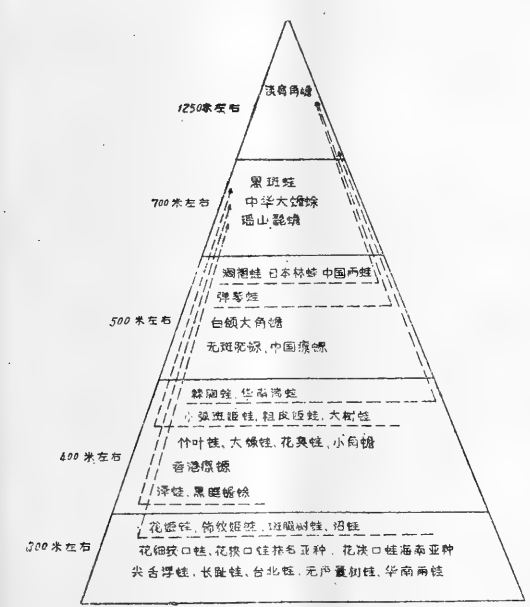 淡肩角蟾
1250米左右
黑斑蛙
700米左右
中华大蟾蜍
瑶山髭蟾
湍褶蛙 日本林蛙 中国雨蛙
弹琴蛙
500米左右
白颌大角蟾
无斑肥螈、中国瘰螈
棘胸蛙、华南湍蛙
小弧斑姬蛙、粗皮姬蛙、大树蛙
竹叶蛙、大绿蛙、花臭蛙、小角蟾
400米左右
香港瘰螈
泽蛙、黑眶蟾蜍
花姬蛙、饰纹姬蛙、斑腿树蛙、沼蛙
300米左右
花细狭口蛙、花狭口蛙指名亚种、花狭口蛙海南亚种
尖舌浮蛙、长趾蛙、台北蛙、无声囊树蛙、华南雨蛙